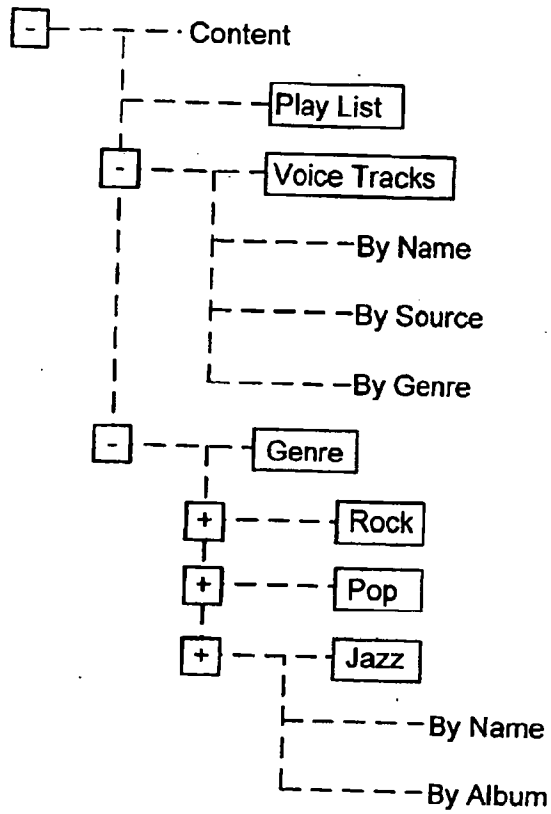 - Content
Play List
- Voice Tracks
By Name
By Source
By Genre
- Genre
+ Rock
+ Pop
+ Jazz
By Name
By Album